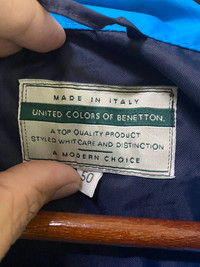 MADE IN ITALY
UNITED COLORS OF BENETTON.
A TOP QUALITY PRODUCT
STYLED WHIT CARE AND DISTINCTION
A MODERN CHOICE
50